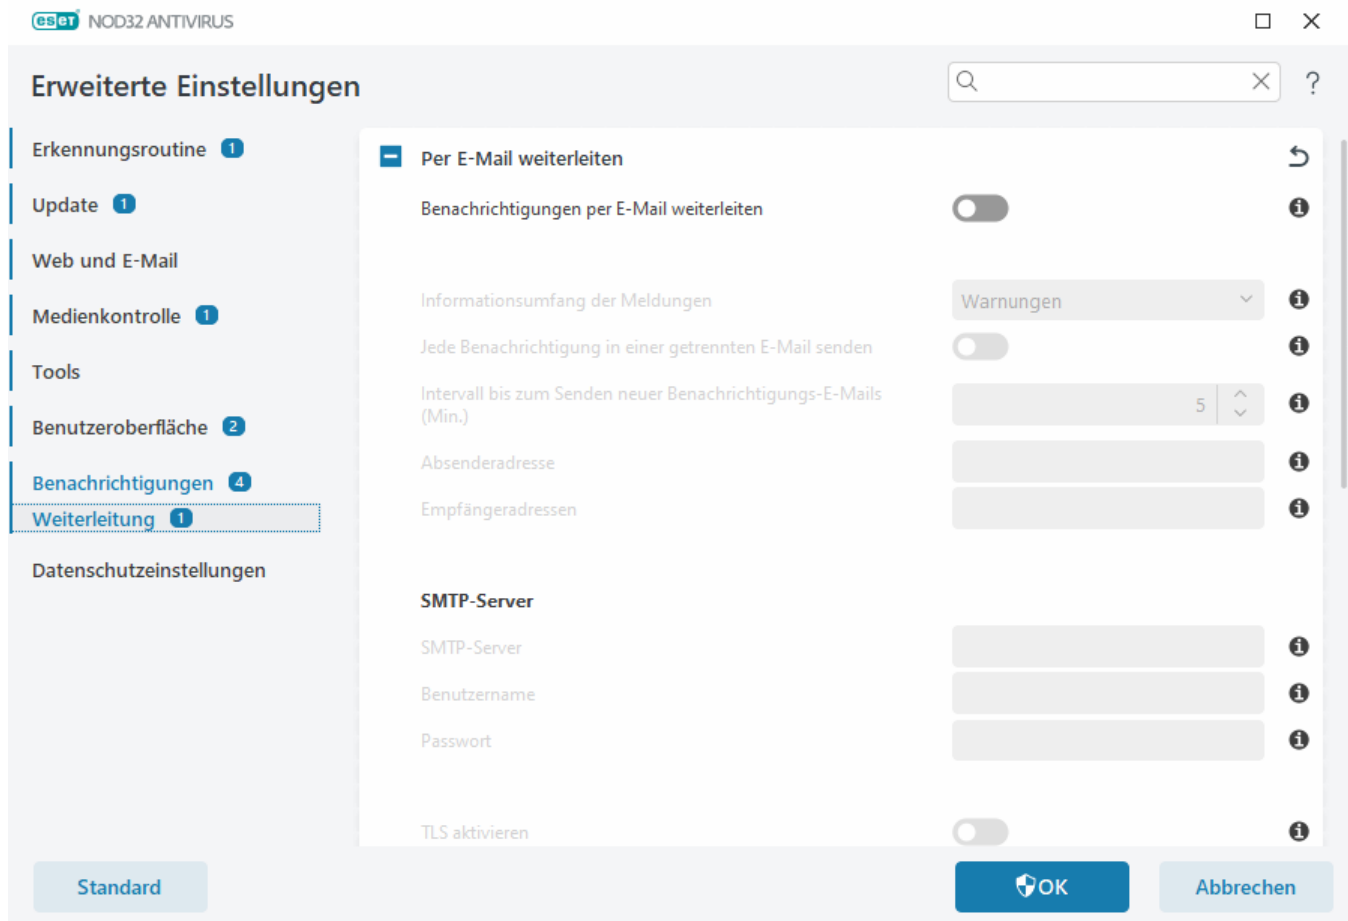 eseT NOD32 ANTIVIRUS
Erweiterte Einstellungen
?
Erkennungsroutine 1
Update 1
Web und E-Mail
Medienkontrolle 1
Tools
Benutzeroberfläche 2
Benachrichtigungen 4
Weiterleitung 1
Datenschutzeinstellungen
Per E-Mail weiterleiten
Benachrichtigungen per E-Mail weiterleiten
Informationsumfang der Meldungen
Warnungen
Jede Benachrichtigung in einer getrennten E-Mail senden
Intervall bis zum Senden neuer Benachrichtigungs-E-Mails
(Min.)
5
Absenderadresse
Empfängeradressen
SMTP-Server
SMTP-Server
Benutzername
Passwort
TLS aktivieren
Standard
OK
Abbrechen